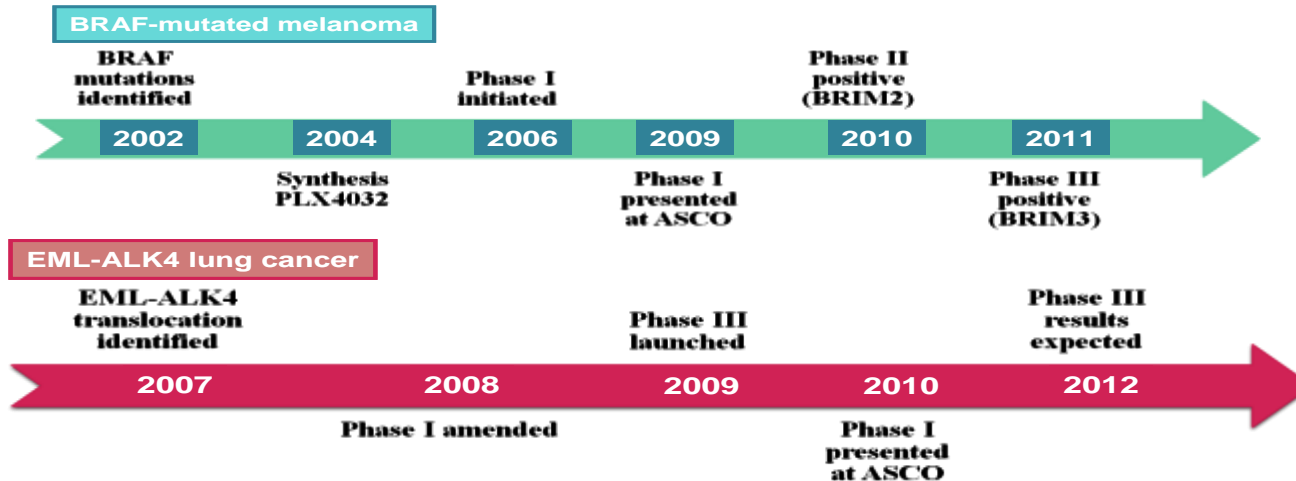 BRAF-mutated melanoma
BRAF
mutations
identified
Phase I
initiated
Phase II
positive
(BRIM2)
2002
2004
2006
2009
2010
2011
Synthesis
PLX4032
Phase I
presented
at ASCO
Phase III
positive
(BRIM3)
EML-ALK4 lung cancer
EML-ALK4
translocation
identified
Phase III
launched
Phase III
results
expected
2007
2008
2009
2010
2012
Phase I amended
Phase I
presented
at ASCO